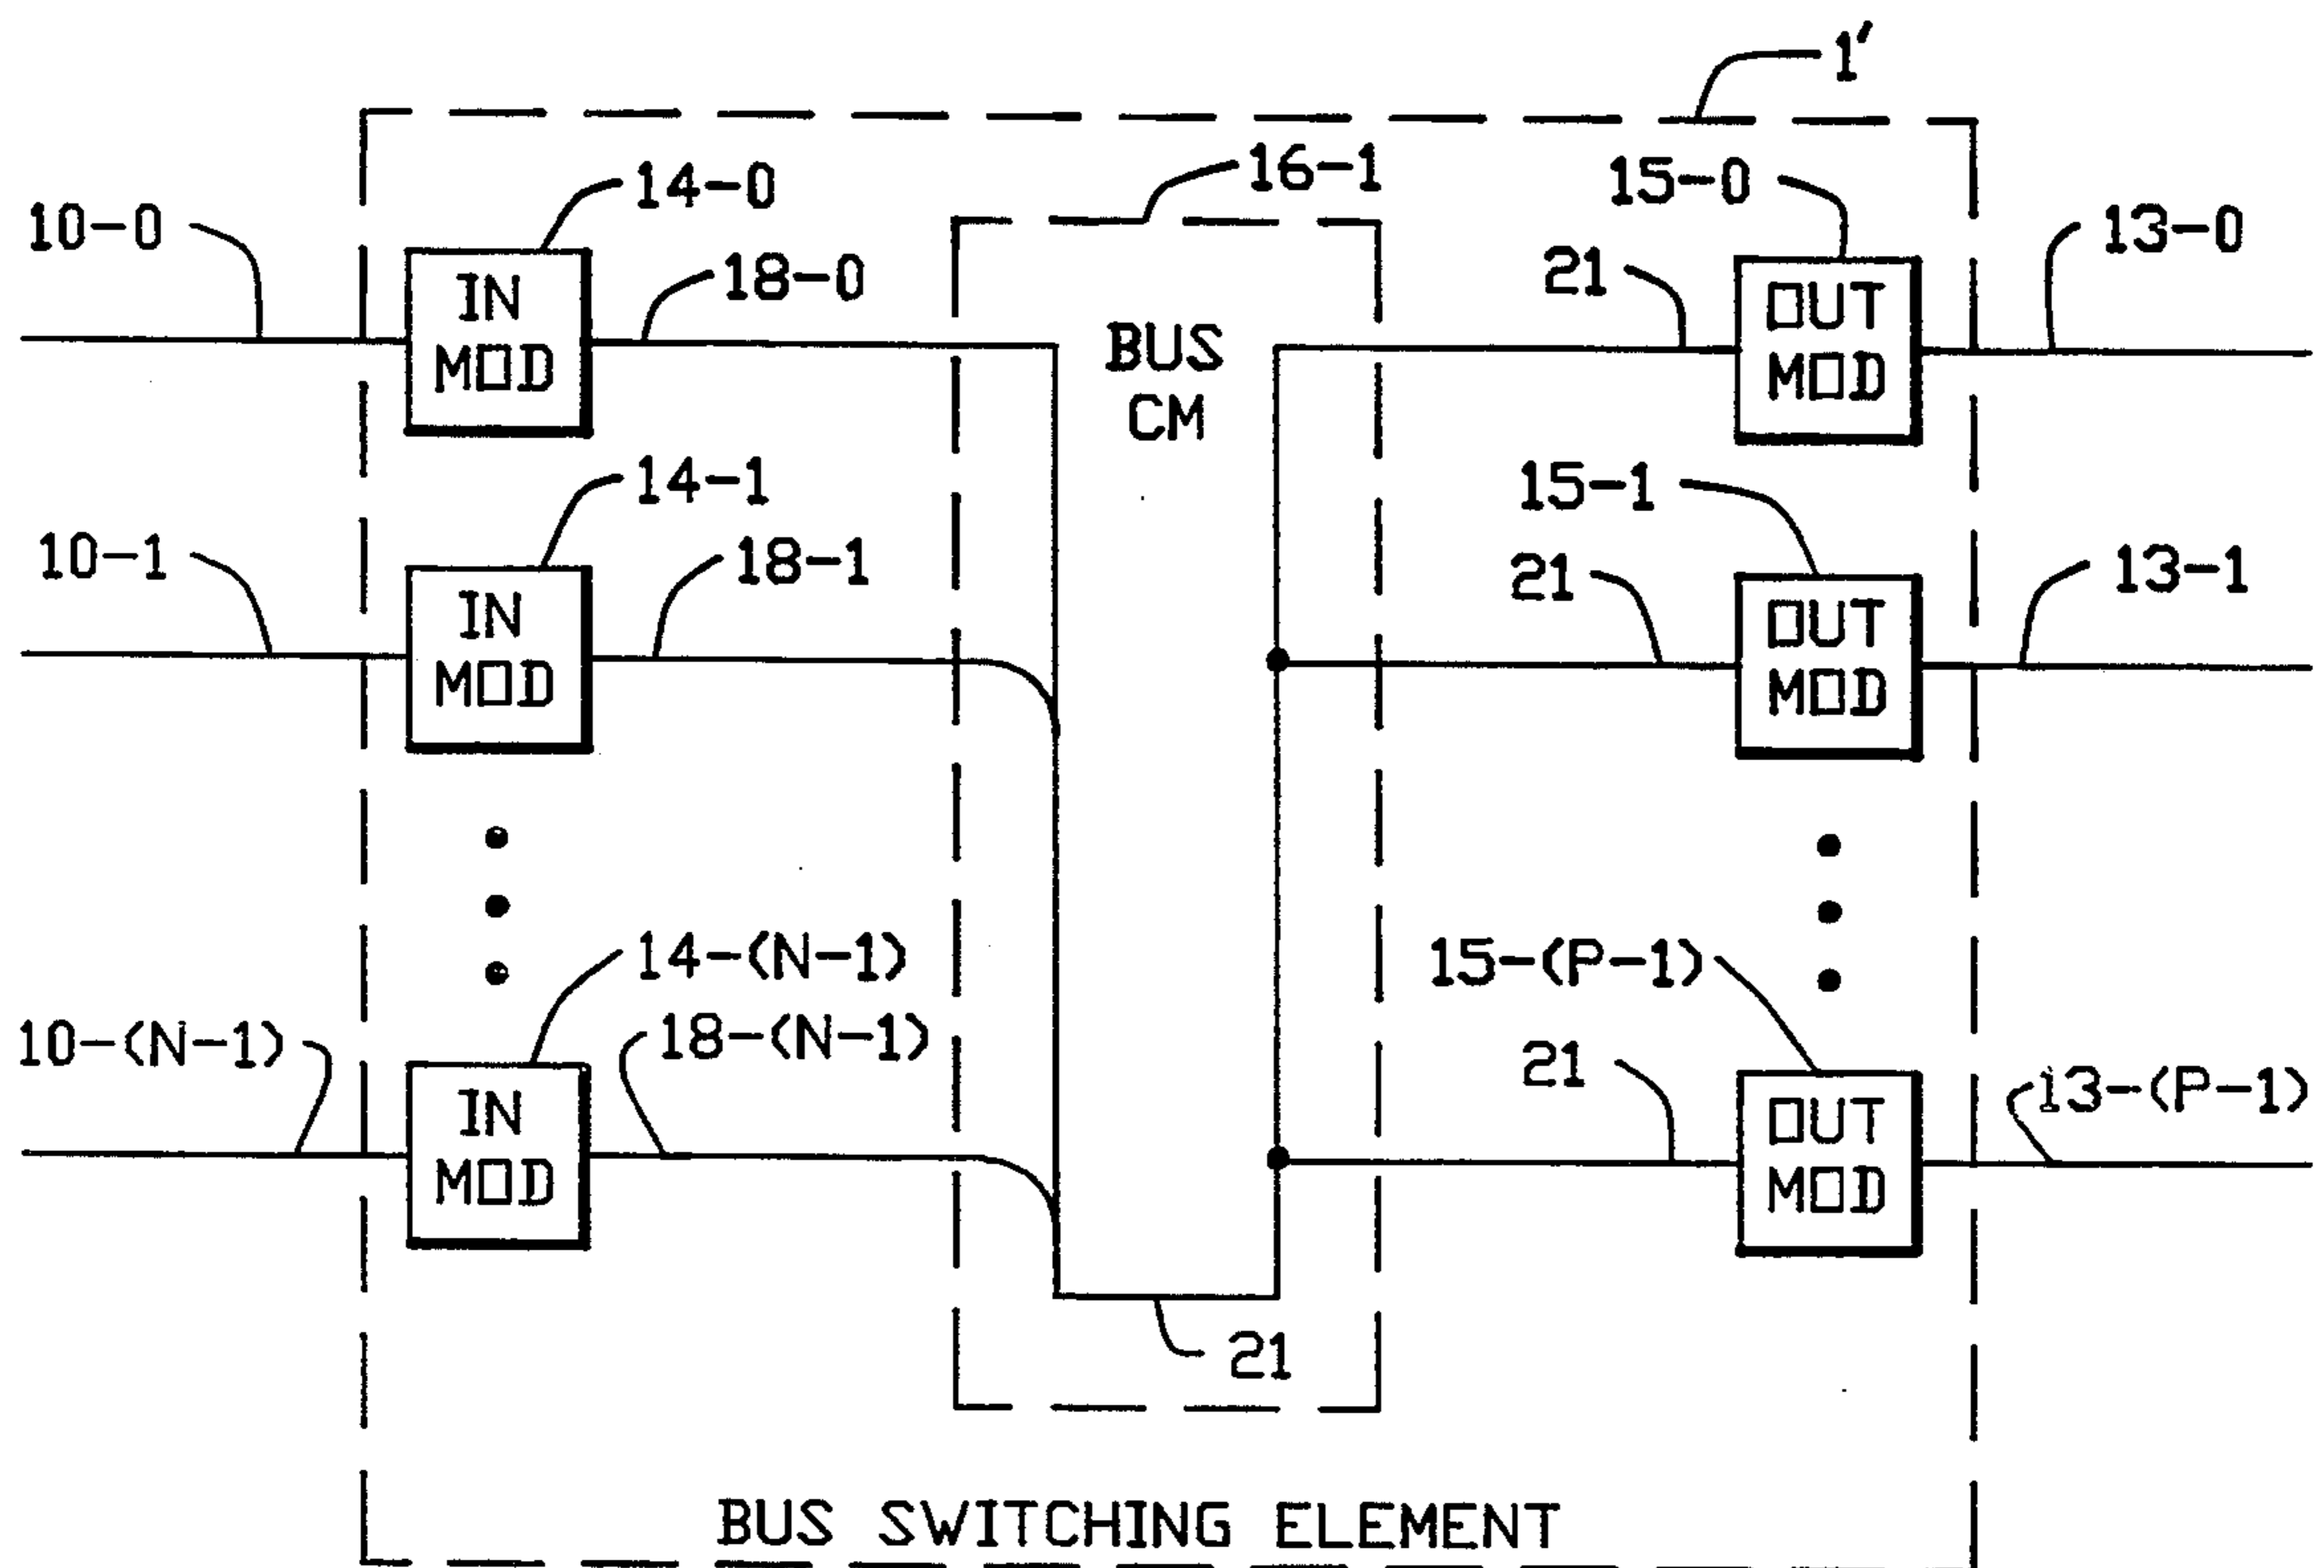 1′
16-1
14-0
15-0
10-0
13-0
18-0
21
IN
MOD
BUS
CM
OUT
MOD
14-1
15-1
10-1
18-1
21
13-1
IN
MOD
OUT
MOD
14-(N-1)
15-(P-1)
10-(N-1)
18-(N-1)
21
13-(P-1)
IN
MOD
OUT
MOD
21
BUS SWITCHING ELEMENT